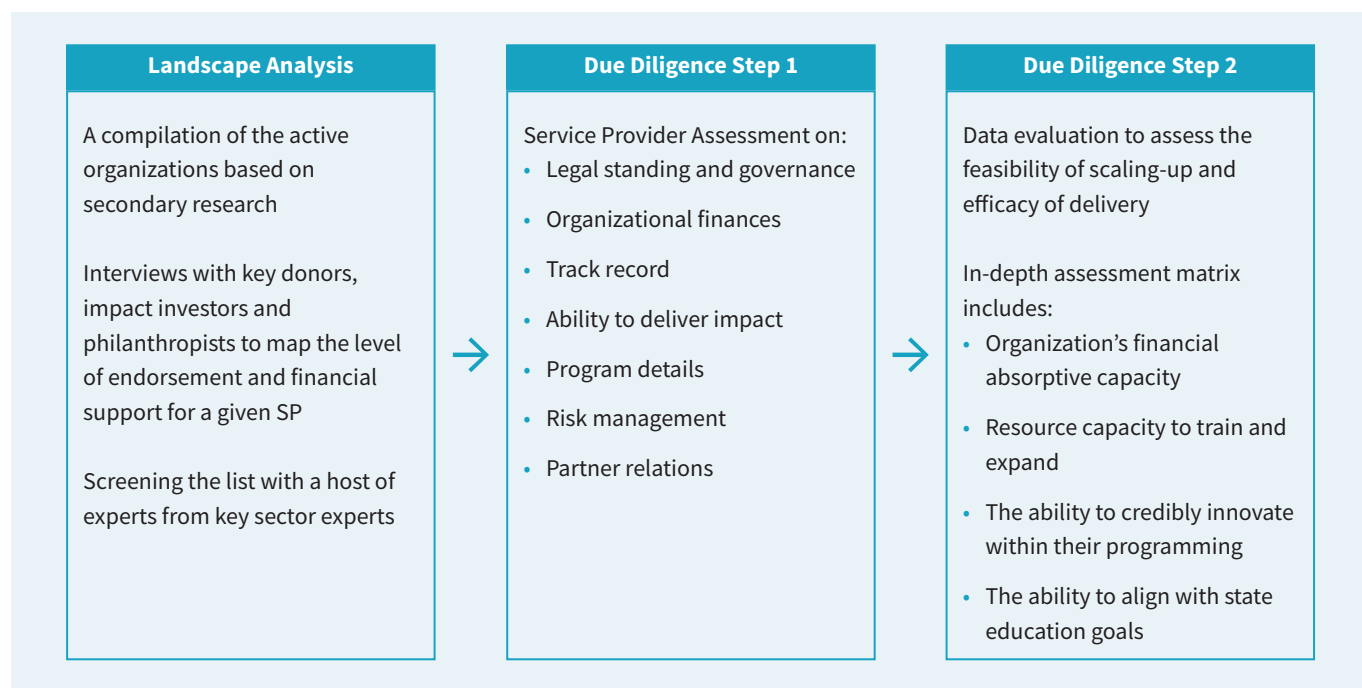 Landscape Analysis
A compilation of the active
organizations based on
secondary research
Interviews with key donors,
impact investors and
philanthropists to map the level
of endorsement and financial
support for a given SP
Screening the list with a host of
experts from key sector experts
Due Diligence Step 1
Service Provider Assessment on:
• Legal standing and governance
• Organizational finances
• Track record
• Ability to deliver impact
• Program details
• Risk management
• Partner relations
Due Diligence Step 2
Data evaluation to assess the
feasibility of scaling-up and
efficacy of delivery
In-depth assessment matrix
includes:
• Organization’s financial
absorptive capacity
• Resource capacity to train and
expand
• The ability to credibly innovate
within their programming
• The ability to align with state
education goals